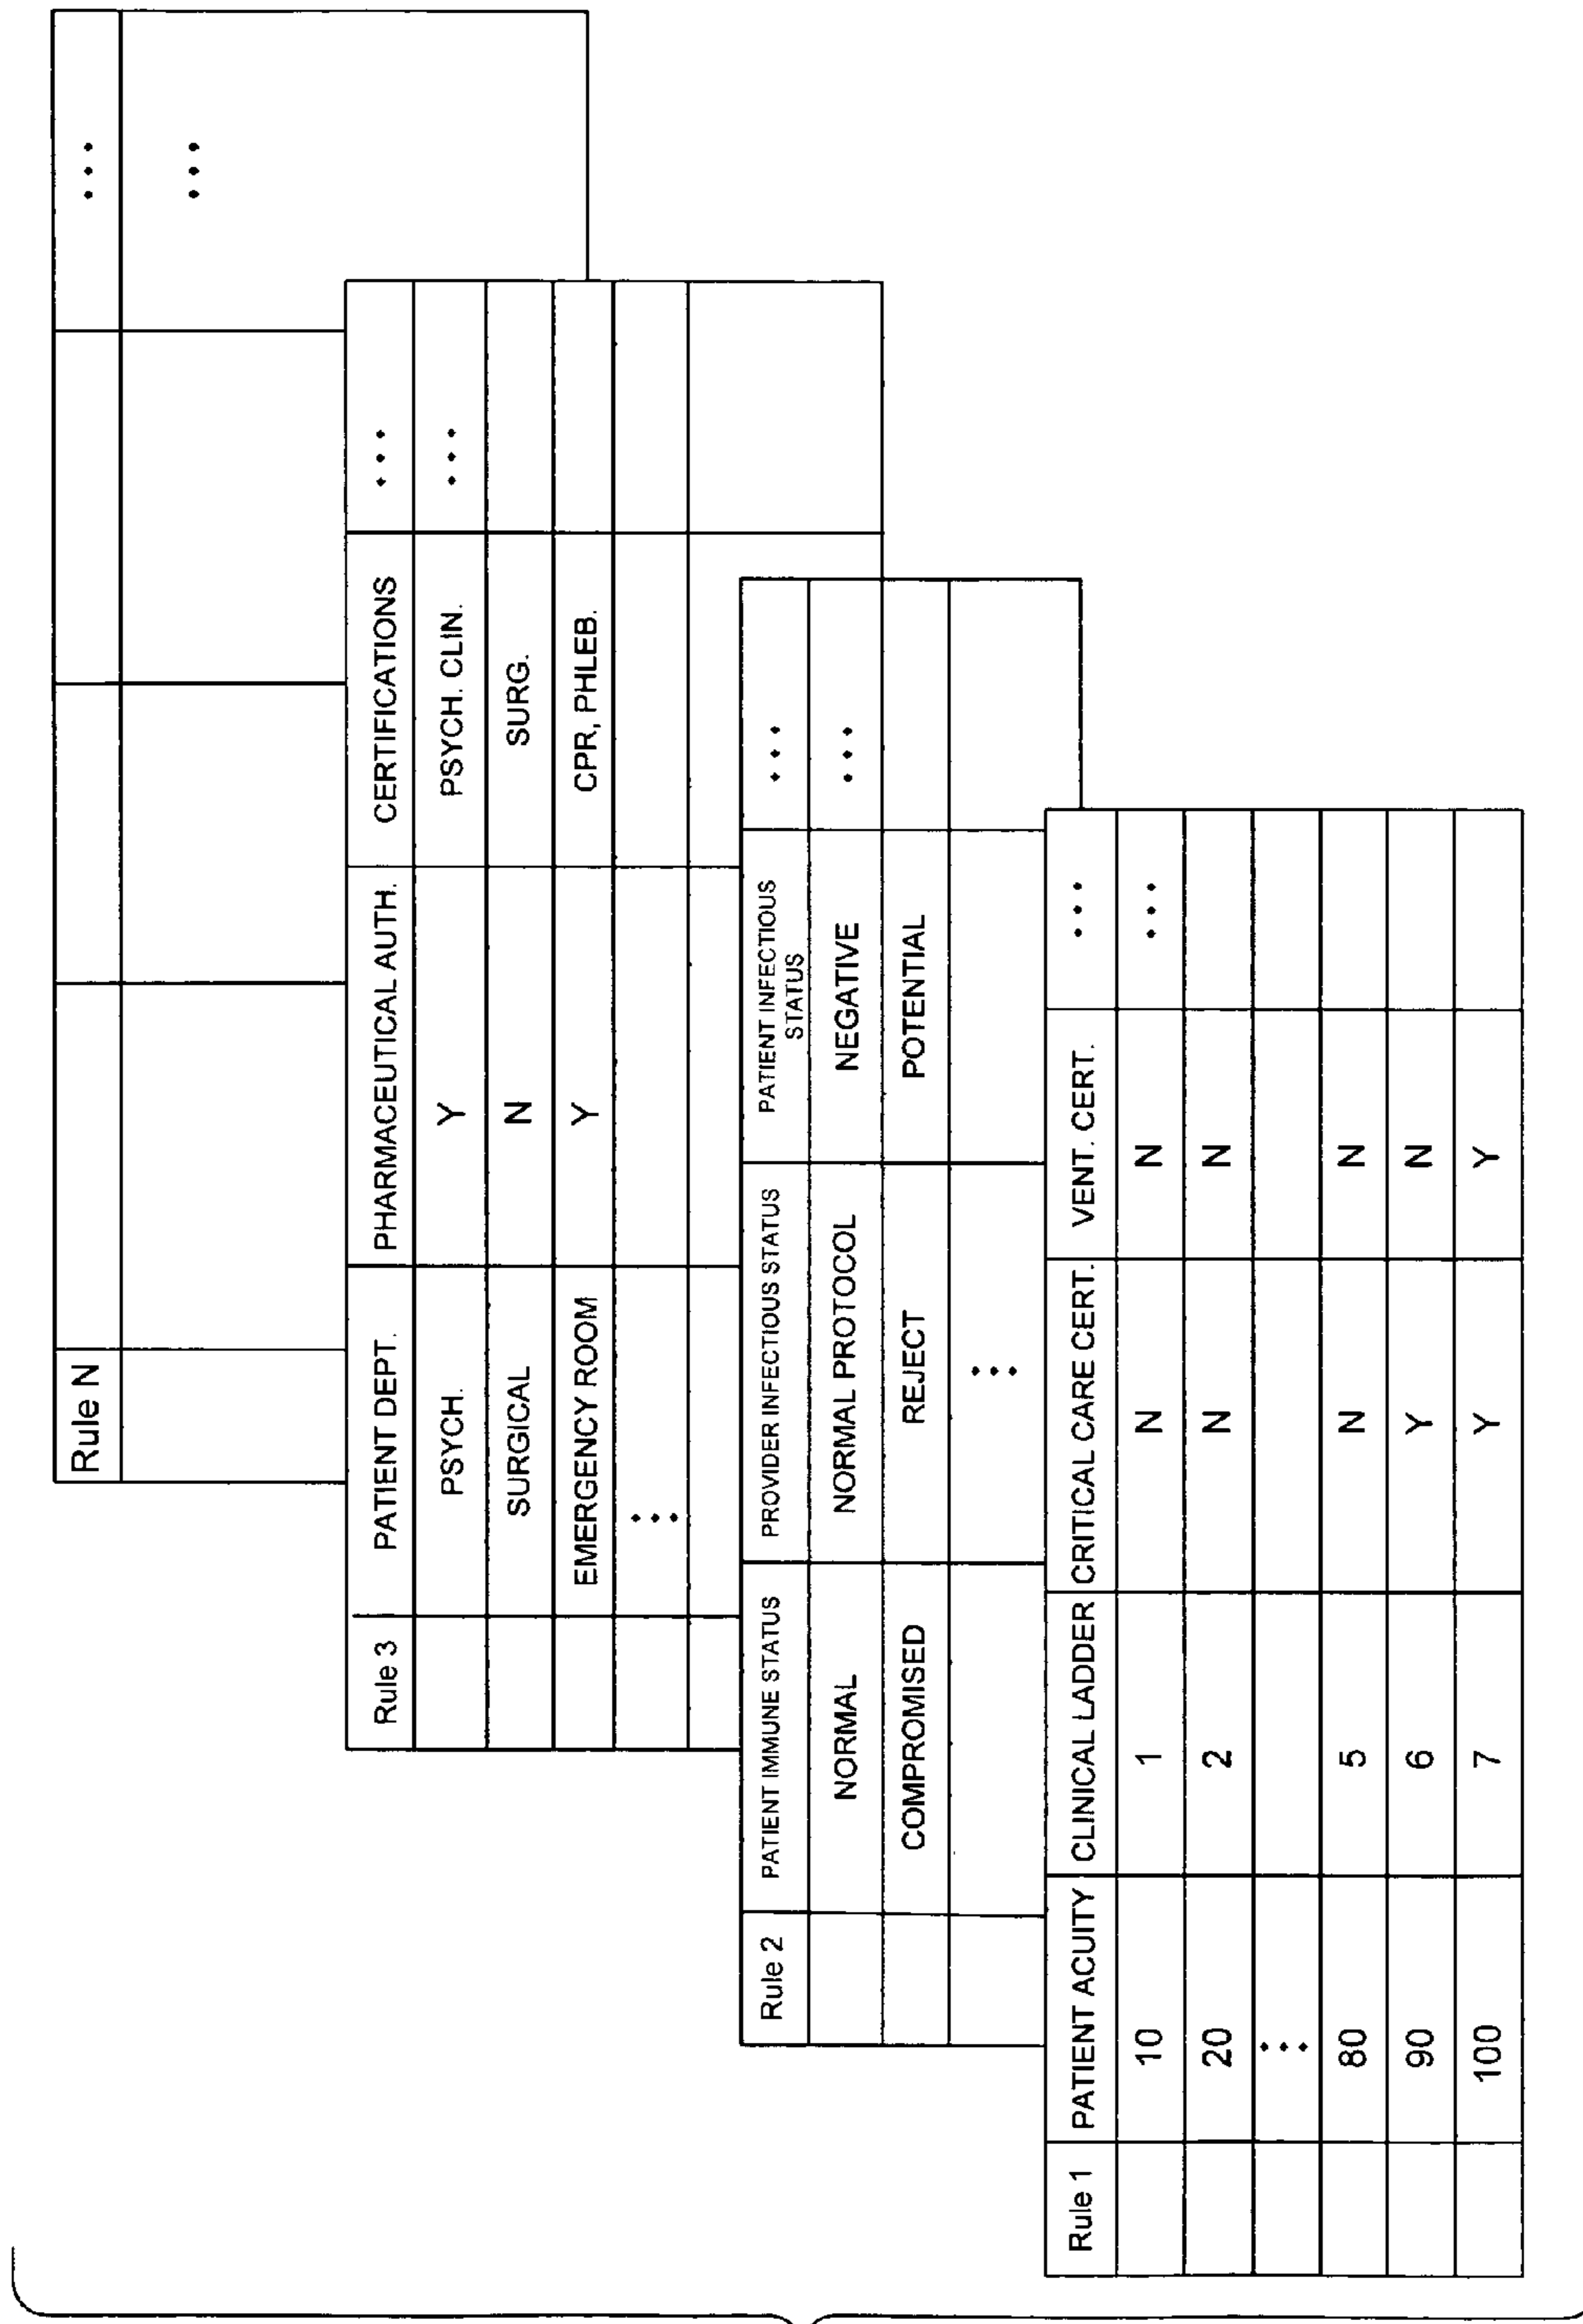 Rule N ...
...
Rule 3 PATIENT DEPT. PHARMACEUTICAL AUTH. CERTIFICATIONS ...
PSYCH. Y PSYCH. CLIN. ...
SURGICAL N SURG.
EMERGENCY ROOM Y CPR, PHLEB.
⋮
Rule 2 PATIENT IMMUNE STATUS PROVIDER INFECTIOUS STATUS PATIENT INFECTIOUS STATUS ...
NORMAL NORMAL PROTOCOL NEGATIVE ...
COMPROMISED REJECT POTENTIAL
⋮
Rule 1 PATIENT ACUITY CLINICAL LADDER CRITICAL CARE CERT. VENT. CERT. ...
10 1 N N ...
20 2 N N
⋮
80 5 N N
90 6 Y N
100 7 Y Y